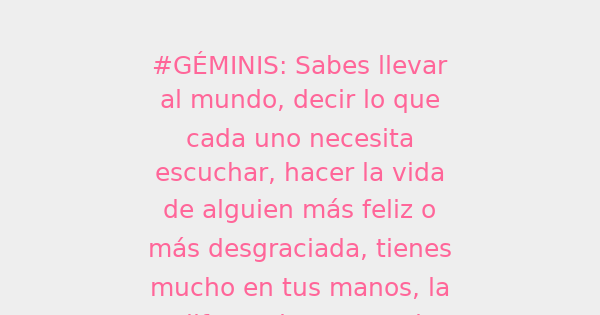 #GÉMINIS: Sabes llevar
al mundo, decir lo que
cada uno necesita
escuchar, hacer la vida
de alguien más feliz o
más desgraciada, tienes
mucho en tus manos, la